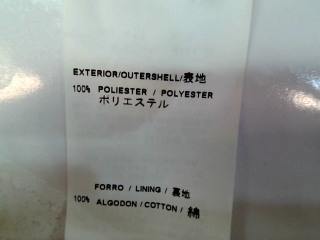 EXTERIOR/OUTERSHELL/表地
100% POLIESTER / POLYESTER
ポリエステル
FORRO / LINING / 裏地
100% ALGODON / COTTON / 綿